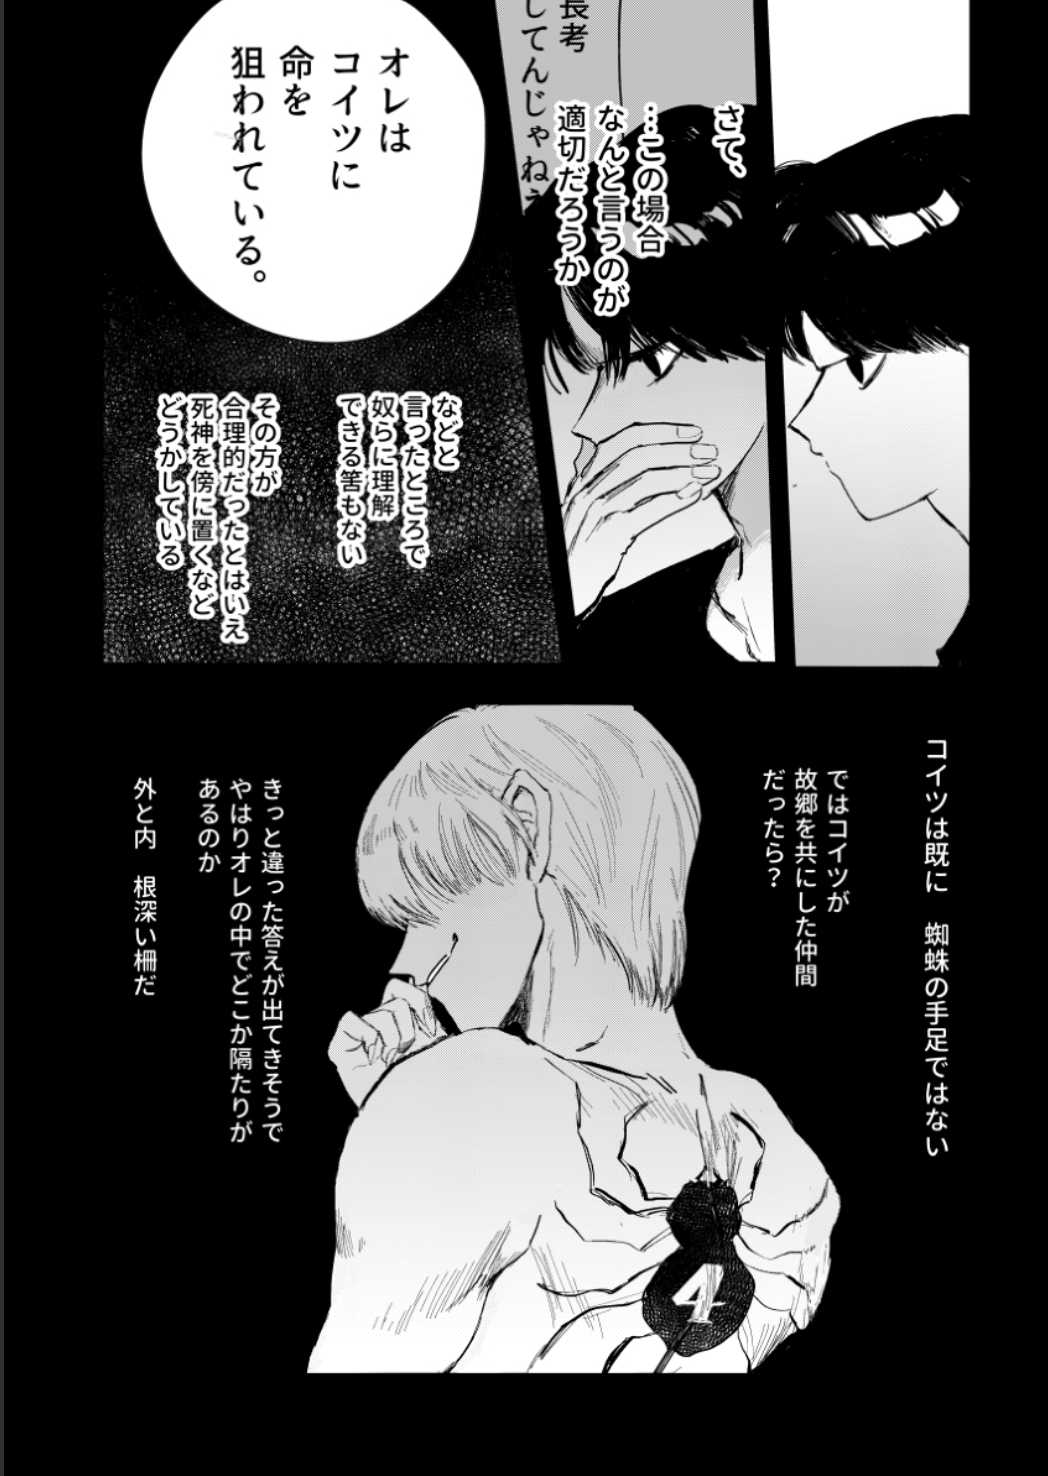 さて、
…この場合
なんと言うのが
適切だろうか
長考
してんじゃねぇ
オレは
コイツに
命を
狙われている。
などと
言ったところで
奴らに理解
できる筈もない
その方が
合理的だったとはいえ
死神を傍に置くなど
どうかしている
コイツは既に　蜘蛛の手足ではない
ではコイツが
故郷を共にした仲間
だったら？
きっと違った答えが出てきそうで
やはりオレの中でどこか隔たりが
あるのか
外と内　根深い柵だ
4